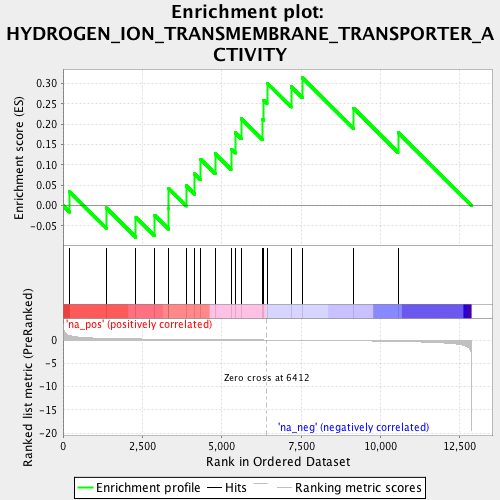 Enrichment plot:
HYDROGEN_ION_TRANSMEMBRANE_TRANSPORTER_A
CTIVITY
Enrichment score (ES)
0.30
0.25
0.20
0.15
0.10
0.05
0.00
-0.05
'na_pos' (positively correlated)
Ranked list metric (PreRanked)
0
-5
-10
-15
-20
Zero cross at 6412
'na_neg' (negatively correlated)
0
2,500
5,000
7,500
10,000
12,500
Rank in Ordered Dataset
Enrichment profile
Hits
Ranking metric scores